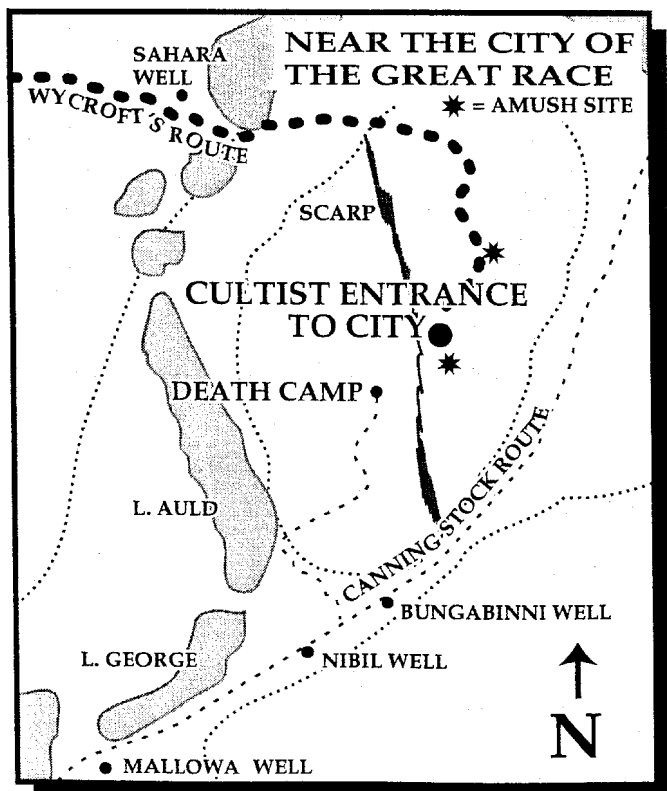 NEAR THE CITY OF
THE GREAT RACE
✷ = AMUSH SITE
SAHARA
WELL
WYCROFT'S ROUTE
SCARP
CULTIST ENTRANCE
TO CITY
DEATH CAMP
L. AULD
CANNING STOCK ROUTE
BUNGABINNI WELL
L. GEORGE
NIBIL WELL
N
MALLOWA WELL